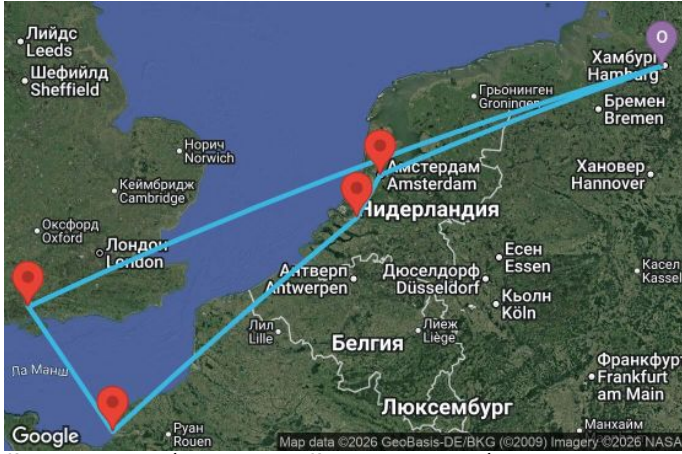 Лийдс
Leeds
Шефийлд
Sheffield
O
Хамбург
Hamburg
Грьонинген
Groningen
Бремен
Bremen
Норич
Norwich
Амстердам
Amsterdam
Хановер
Hannover
Кеймбридж
Cambridge
Нидерландия
Оксфорд
Oxford
Лондон
London
Есен
Essen
Касел
Kassel
Антверп
Antwerpen
Дюселдорф
Düsseldorf
Кьолн
Köln
Лил
Lille
Белгия
Лиеж
Liège
Ла Манш
Франкфурт
Frankfurt
am Main
Люксембург
Руан
Rouen
Манхайм
Google
Map data ©2026 GeoBasis-DE/BKG (©2009) Imagery ©2026 NASA